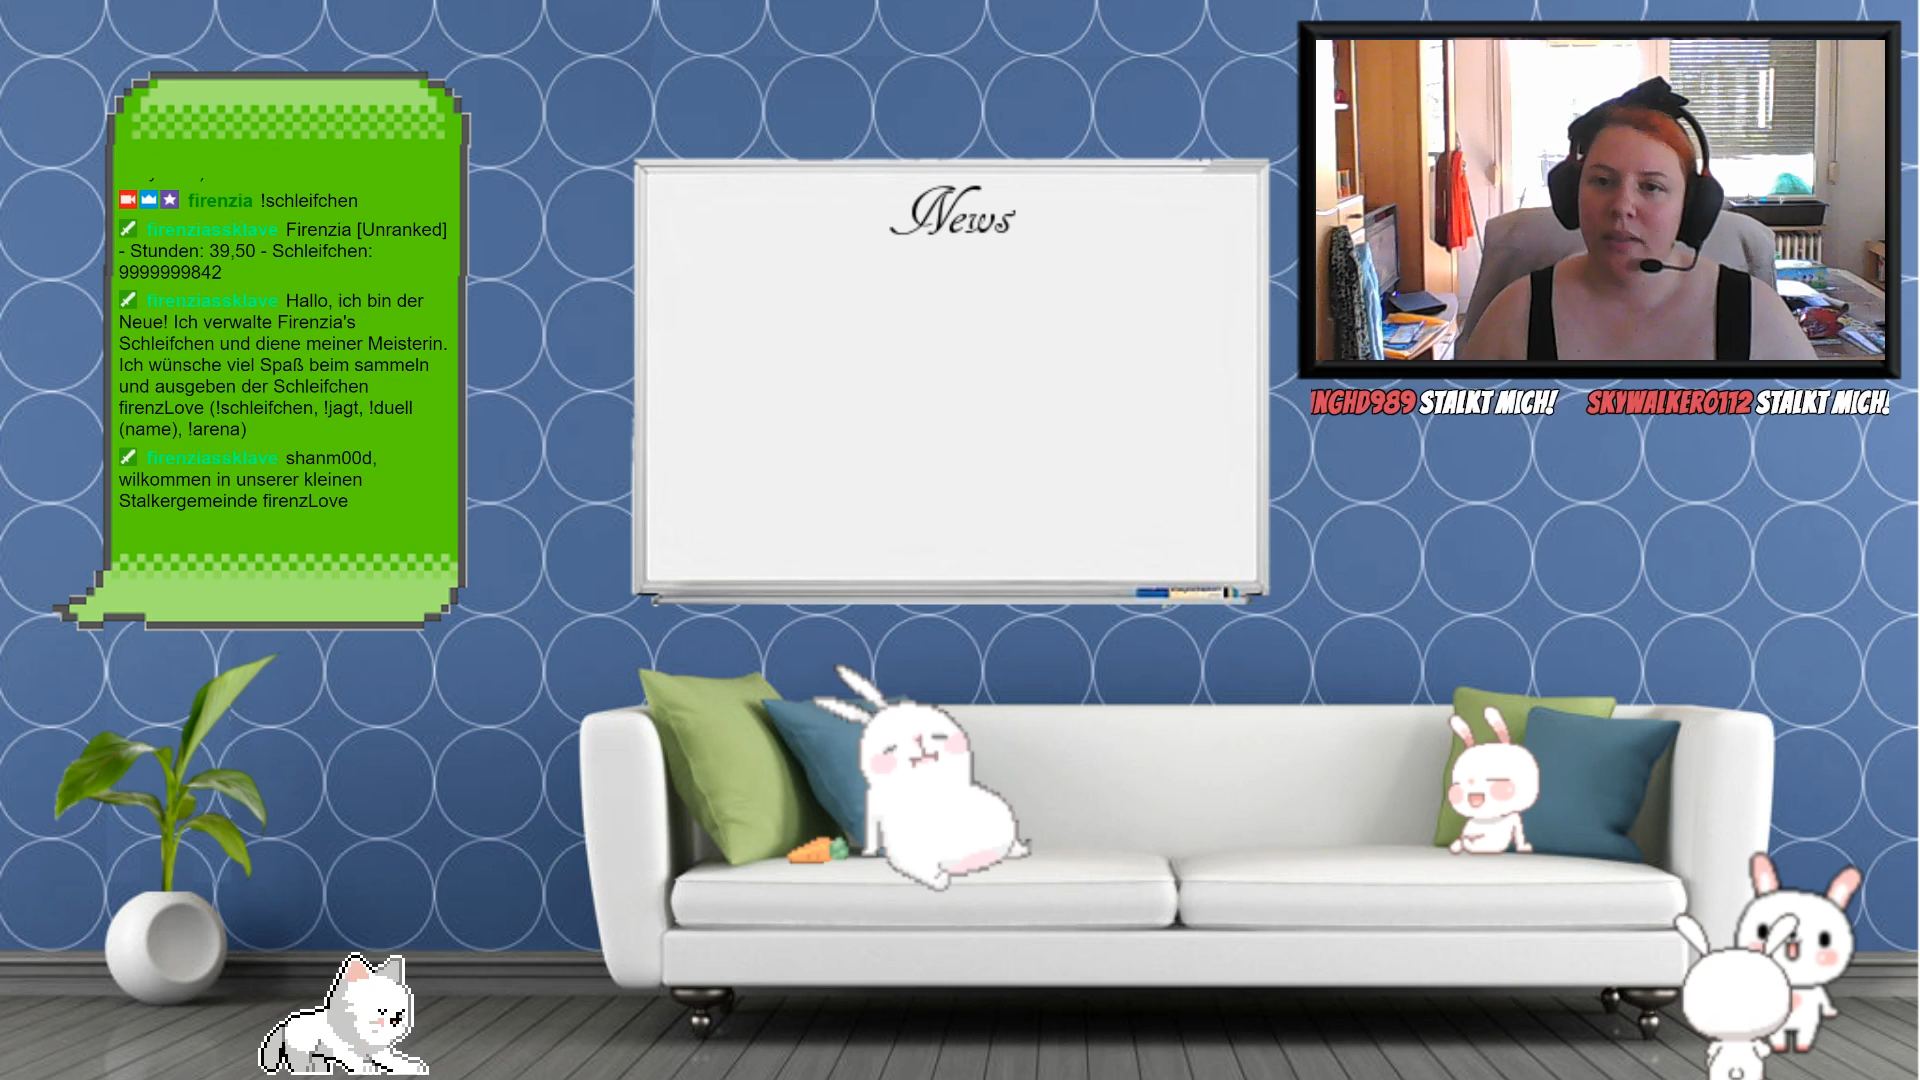 firenzia !schleifchen
firenziassklave Firenzia [Unranked]
- Stunden: 39,50 - Schleifchen:
9999999842
firenziassklave Hallo, ich bin der
Neue! Ich verwalte Firenzia's
Schleifchen und diene meiner Meisterin.
Ich wünsche viel Spaß beim sammeln
und ausgeben der Schleifchen
firenzLove (!schleifchen, !jagt, !duell
(name), !arena)
firenziassklave shanm00d,
wilkommen in unserer kleinen
Stalkergemeinde firenzLove
News
NGHD989 STALKT MICH! SKYWALKER0112 STALKT MICH!